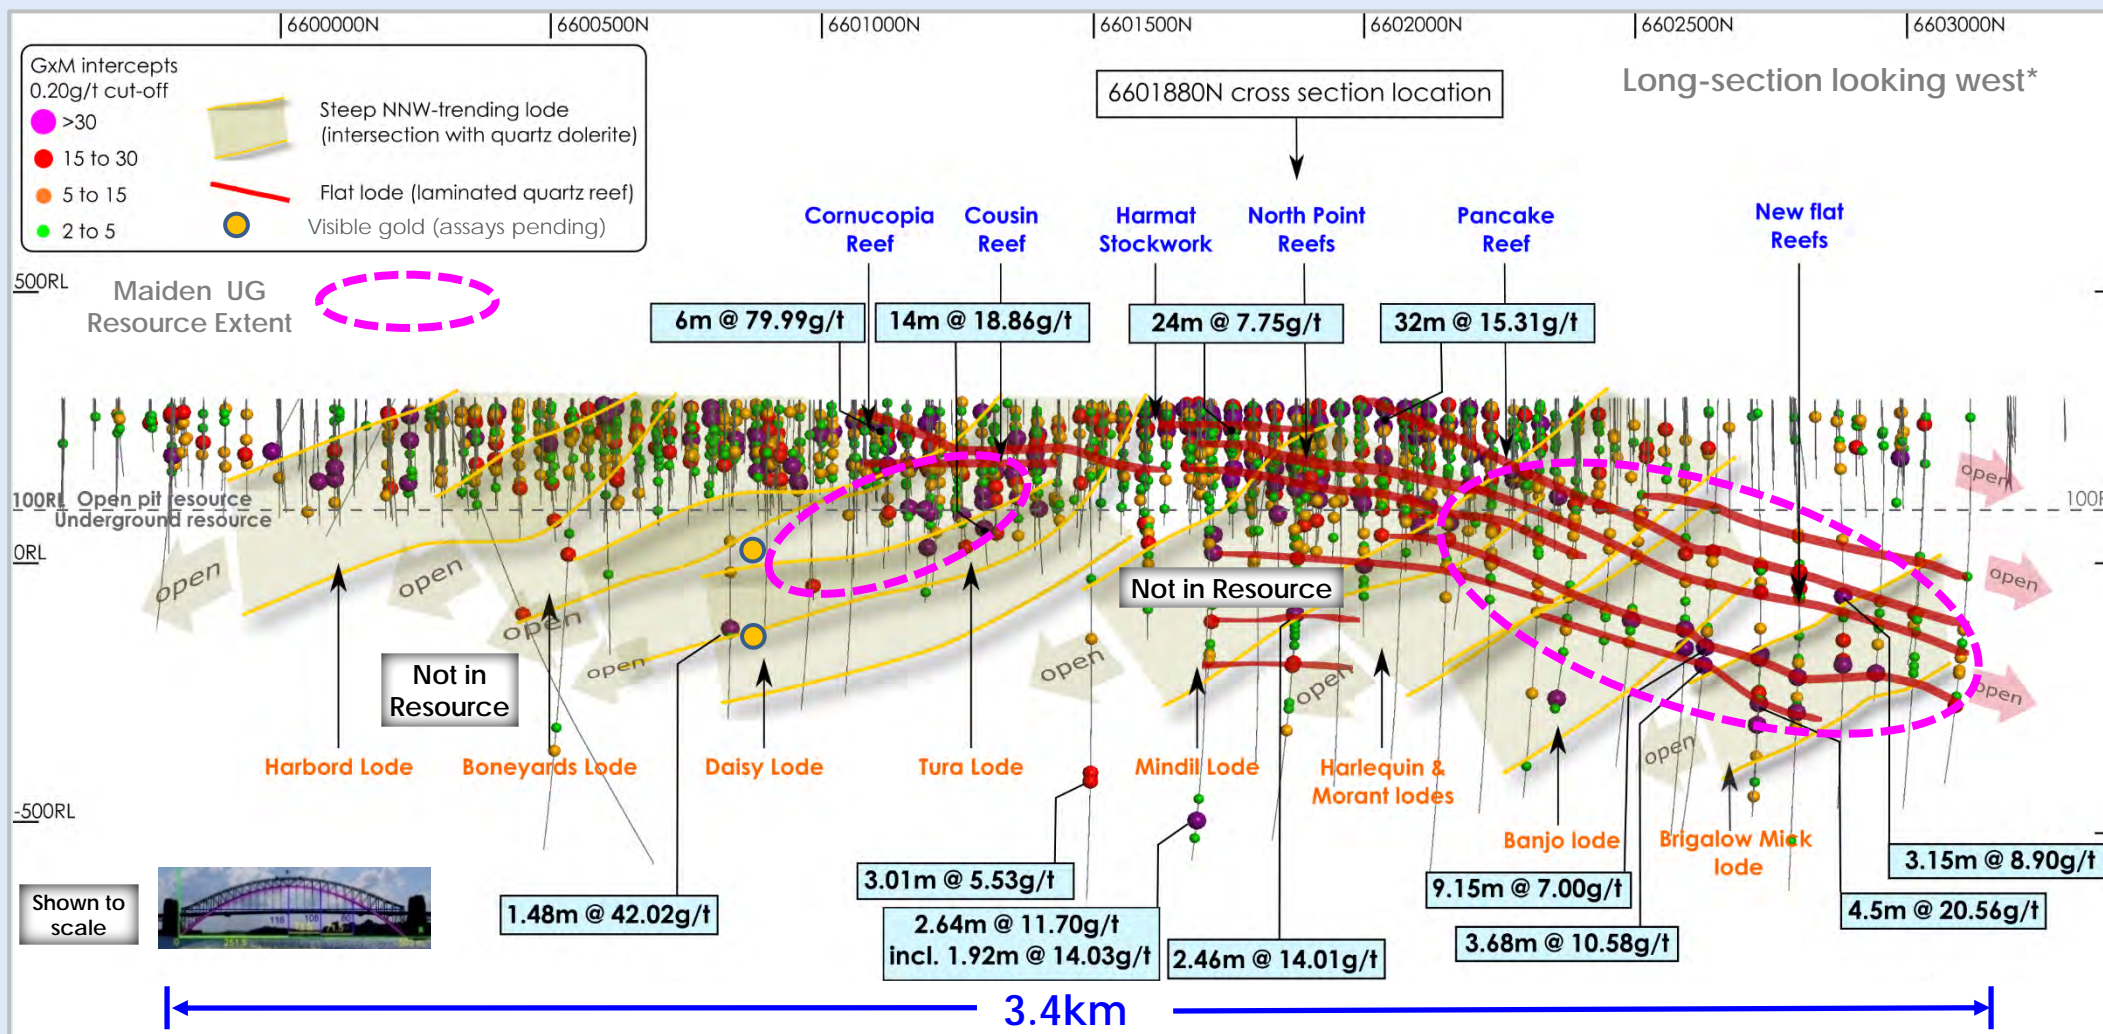 6600000N
6600500N
6601000N
6601500N
6602000N
6602500N
6603000N
GxM intercepts
0.20g/t cut-off
>30
15 to 30
5 to 15
2 to 5
Steep NNW-trending lode
(intersection with quartz dolerite)
Flat lode (laminated quartz reef)
Visible gold (assays pending)
6601880N cross section location
Long-section looking west*
Cornucopia
Reef
Cousin
Reef
Harmat
Stockwork
North Point
Reefs
Pancake
Reef
New flat
Reefs
500RL
Maiden UG
Resource Extent
6m @ 79.99g/t
14m @ 18.86g/t
24m @ 7.75g/t
32m @ 15.31g/t
100RL
Open pit resource
Underground resource
100R
0RL
open
open
open
open
open
open
open
open
open
open
Not in Resource
Not in
Resource
Harbord Lode
Boneyards Lode
Daisy Lode
Tura Lode
Mindil Lode
Harlequin &
Morant lodes
Banjo lode
Brigalow Mick
lode
-500RL
3.01m @ 5.53g/t
1.48m @ 42.02g/t
2.64m @ 11.70g/t
incl. 1.92m @ 14.03g/t
2.46m @ 14.01g/t
9.15m @ 7.00g/t
3.68m @ 10.58g/t
3.15m @ 8.90g/t
4.5m @ 20.56g/t
Shown to
scale
3.4km